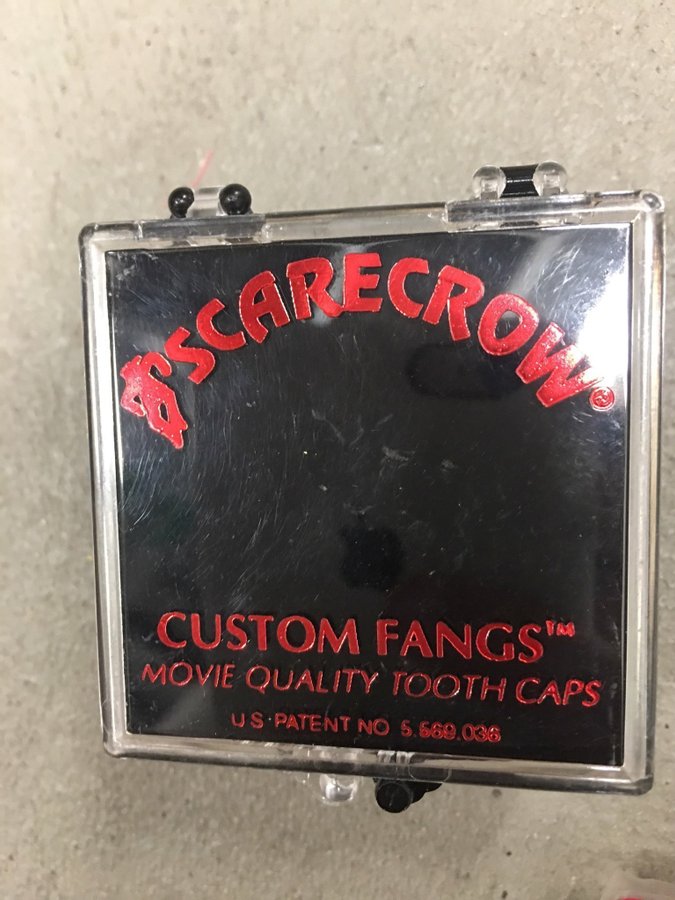 SCARECROW®
CUSTOM FANGS™
MOVIE QUALITY TOOTH CAPS
U.S. PATENT NO 5.569.036